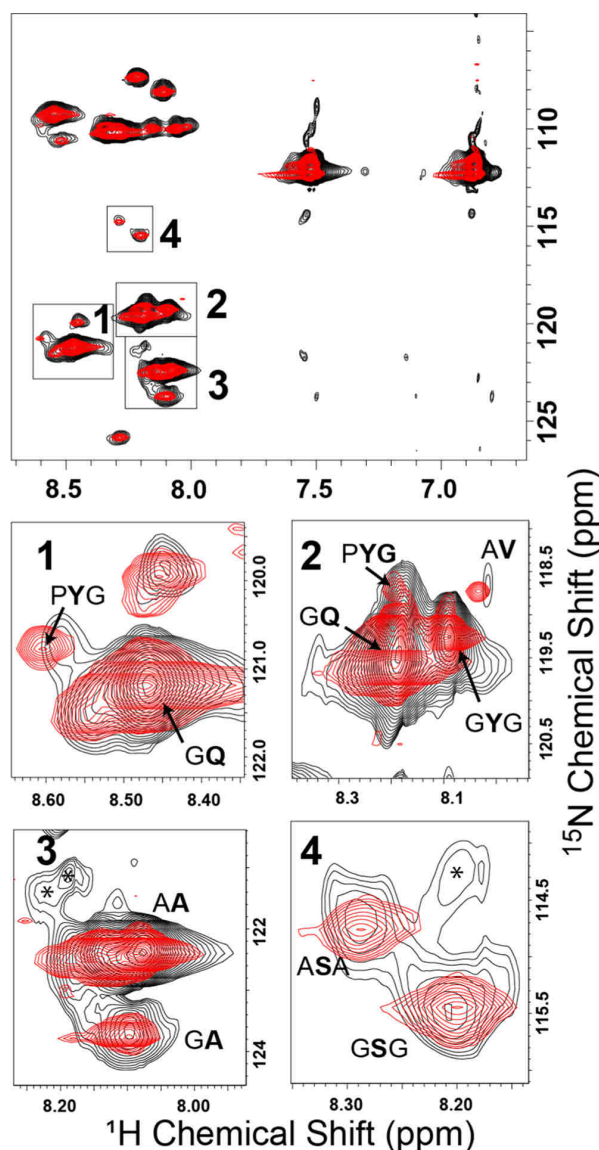 110
115
120
125
4
1
2
3
8.5 8.0 7.5 7.0
1
PYG
GQ
120.0
121.0
122.0
8.60 8.50 8.40
2
PYG
AV
GQ
GYG
118.5
119.5
120.5
8.3 8.1
3
*
*
AA
GA
122
124
8.20 8.00
4
*
ASA
GSG
114.5
115.5
8.30 8.20
¹⁵N Chemical Shift (ppm)
¹H Chemical Shift (ppm)